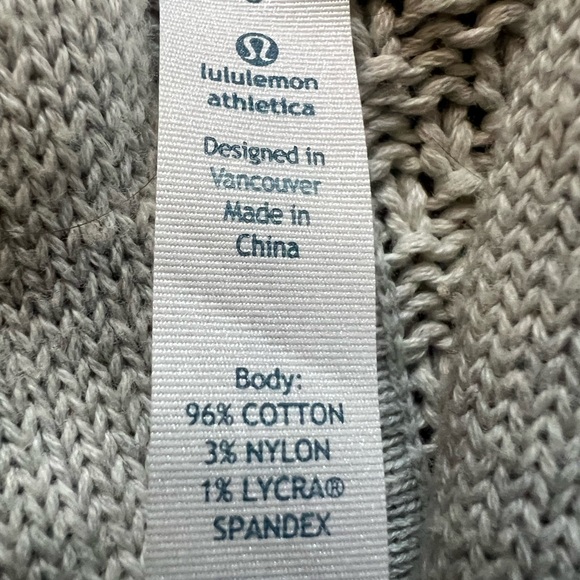 lululemon
athletica
Designed in
Vancouver
Made in
China
Body:
96% COTTON
3% NYLON
1% LYCRA®
SPANDEX